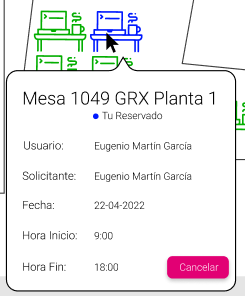 Mesa 1049 GRX Planta 1
Tu Reservado
Usuario: Eugenio Martín García
Solicitante: Eugenio Martín García
Fecha: 22-04-2022
Hora Inicio: 9:00
Hora Fin: 18:00 Cancelar